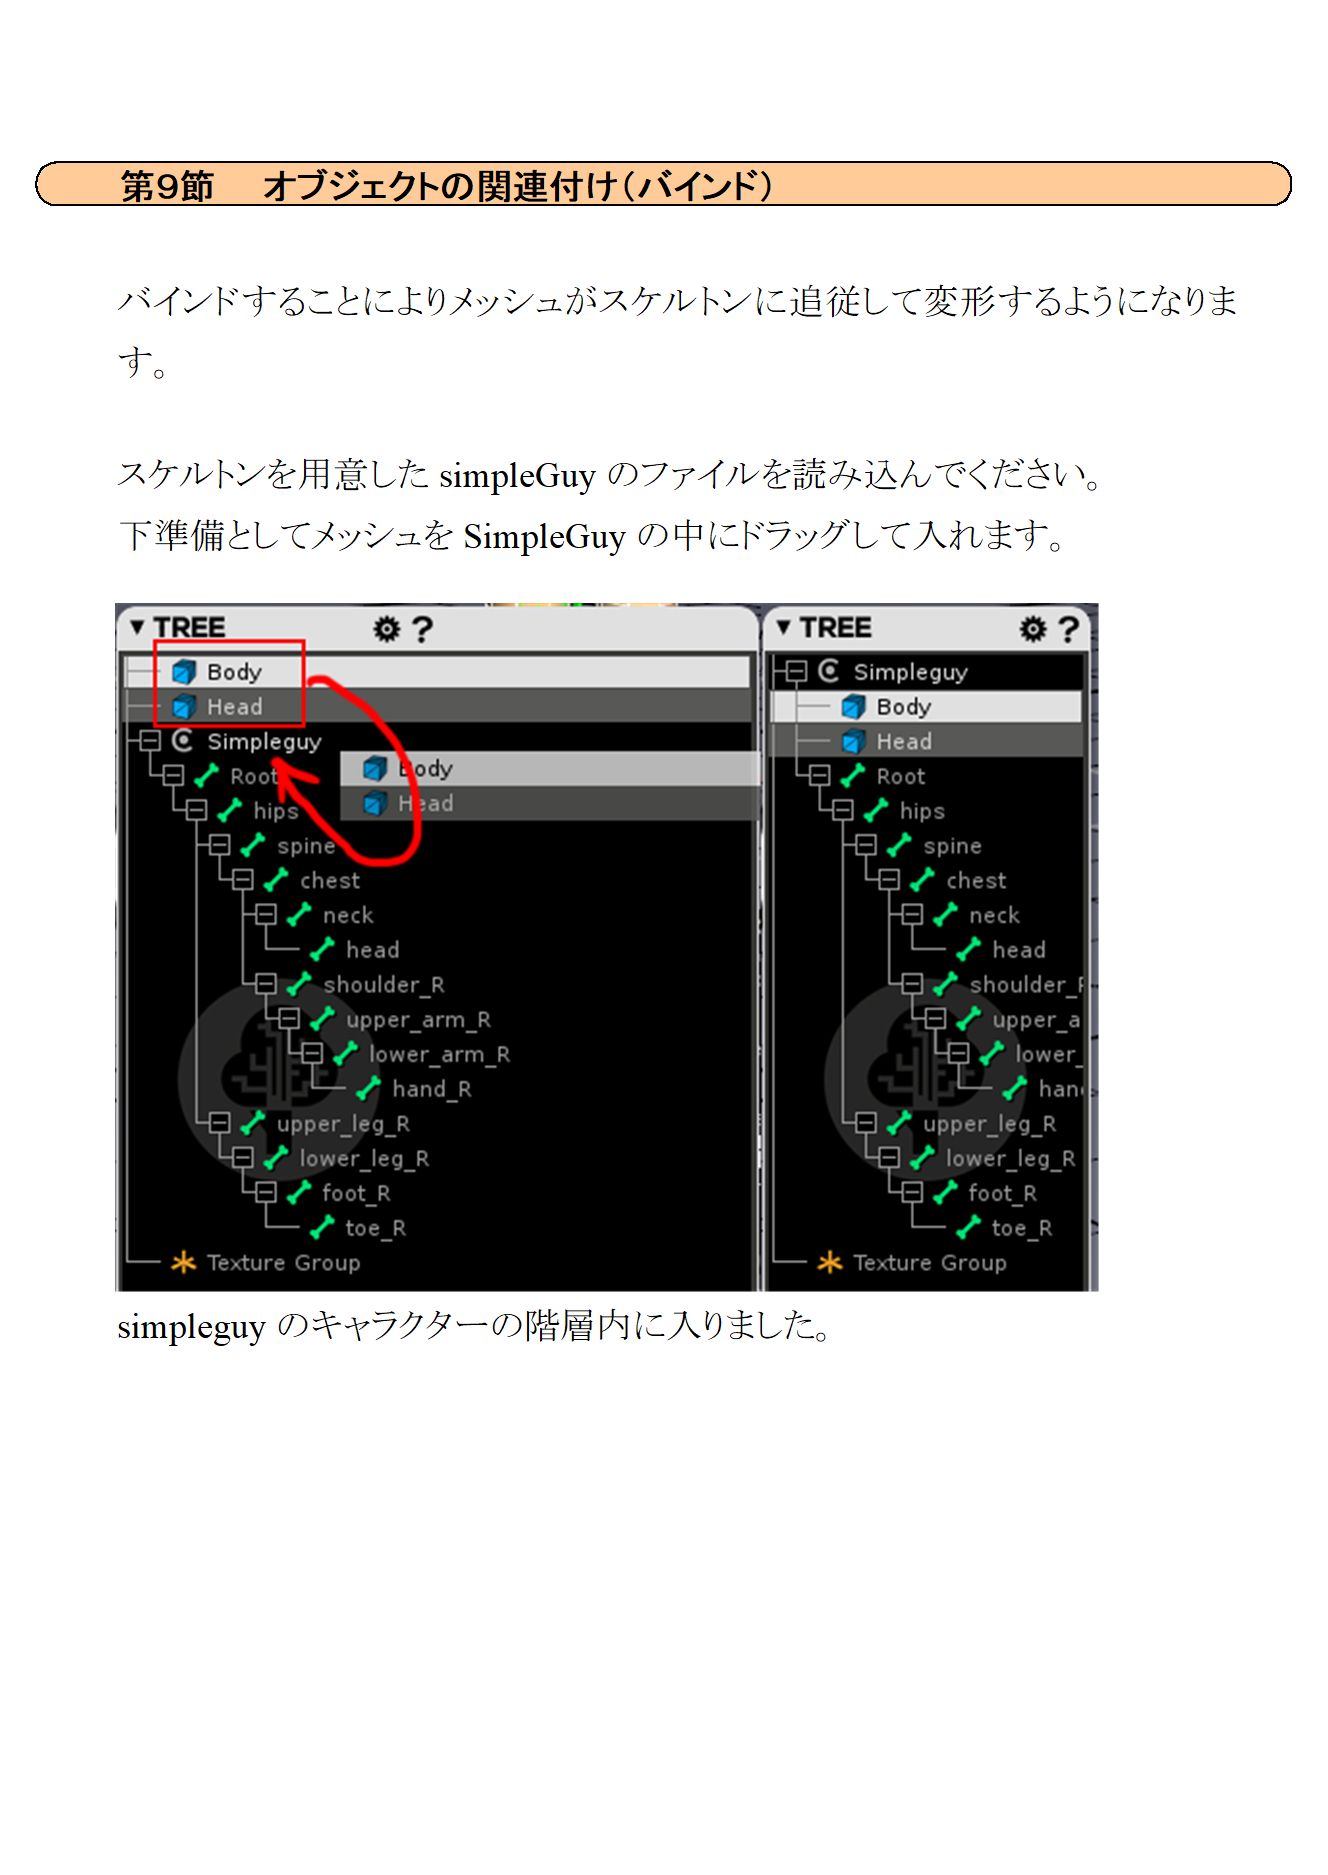 第9節　オブジェクトの関連付け（バインド）
バインドすることによりメッシュがスケルトンに追従して変形するようになりま
す。
スケルトンを用意した simpleGuy のファイルを読み込んでください。
下準備としてメッシュを SimpleGuy の中にドラッグして入れます。
▼ TREE ?
Body
Head
Simpleguy
Body
Root
Head
hips
spine
chest
neck
head
shoulder_R
upper_arm_R
lower_arm_R
hand_R
upper_leg_R
lower_leg_R
foot_R
toe_R
Texture Group
▼ TREE ?
Simpleguy
Body
Head
Root
hips
spine
chest
neck
head
shoulder_
upper_a
lower_
han
upper_leg_R
lower_leg_R
foot_R
toe_R
Texture Group
simpleguy のキャラクターの階層内に入りました。